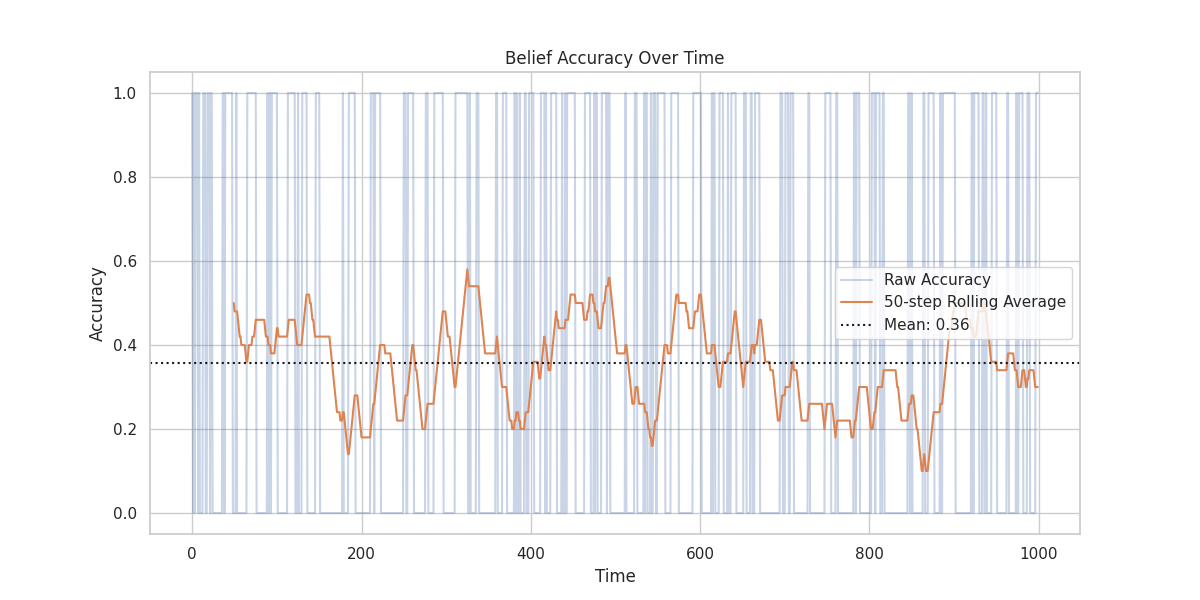 Belief Accuracy Over Time
1.0
0.8
0.6
0.4
0.2
0.0
Accuracy
Raw Accuracy
50-step Rolling Average
Mean: 0.36
0
200
400
600
800
1000
Time